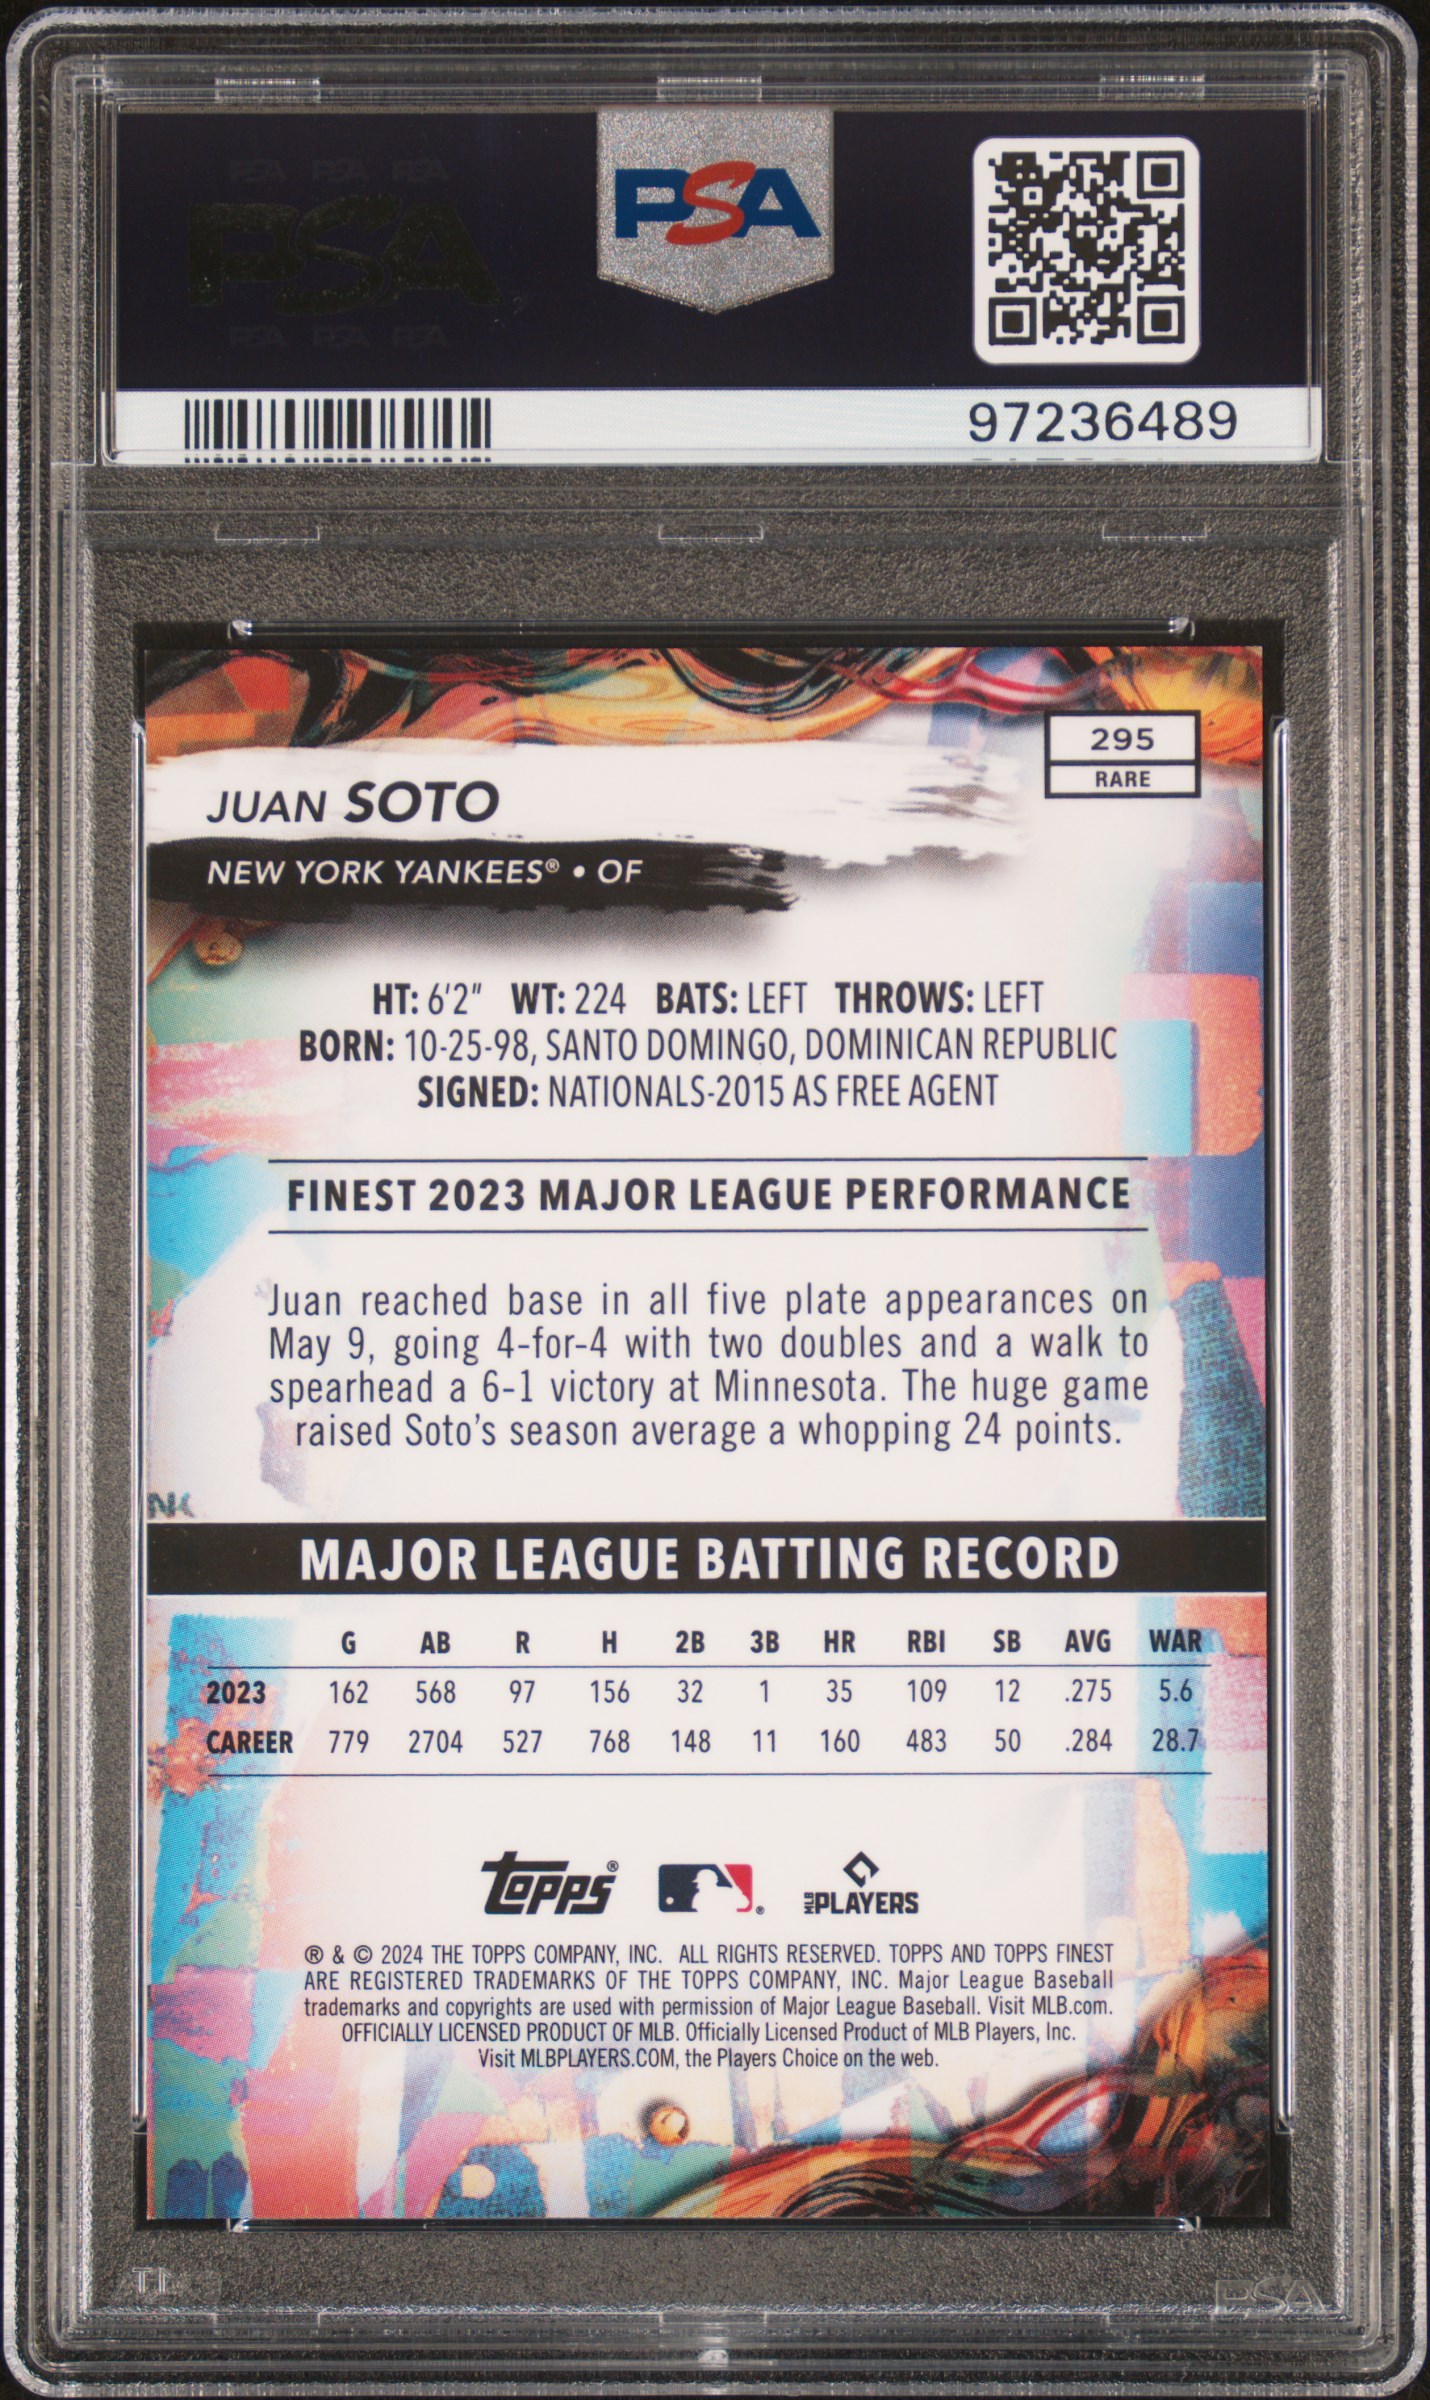 PSA PSA PSA
PSA
PSA PSA PSA
PSA
97236489
295
RARE
JUAN SOTO
NEW YORK YANKEES® • OF
HT: 6'2" WT: 224 BATS: LEFT THROWS: LEFT
BORN: 10-25-98, SANTO DOMINGO, DOMINICAN REPUBLIC
SIGNED: NATIONALS-2015 AS FREE AGENT
FINEST 2023 MAJOR LEAGUE PERFORMANCE
Juan reached base in all five plate appearances on
May 9, going 4-for-4 with two doubles and a walk to
spearhead a 6-1 victory at Minnesota. The huge game
raised Soto's season average a whopping 24 points.
NK
MAJOR LEAGUE BATTING RECORD
G AB R H 2B 3B HR RBI SB AVG WAR
2023 162 568 97 156 32 1 35 109 12 .275 5.6
CAREER 779 2704 527 768 148 11 160 483 50 .284 28.7
Topps® ® MLB PLAYERS
® & © 2024 THE TOPPS COMPANY, INC. ALL RIGHTS RESERVED. TOPPS AND TOPPS FINEST
ARE REGISTERED TRADEMARKS OF THE TOPPS COMPANY, INC. Major League Baseball
trademarks and copyrights are used with permission of Major League Baseball. Visit MLB.com.
OFFICIALLY LICENSED PRODUCT OF MLB. Officially Licensed Product of MLB Players, Inc.
Visit MLBPLAYERS.COM, the Players Choice on the web.
PSA